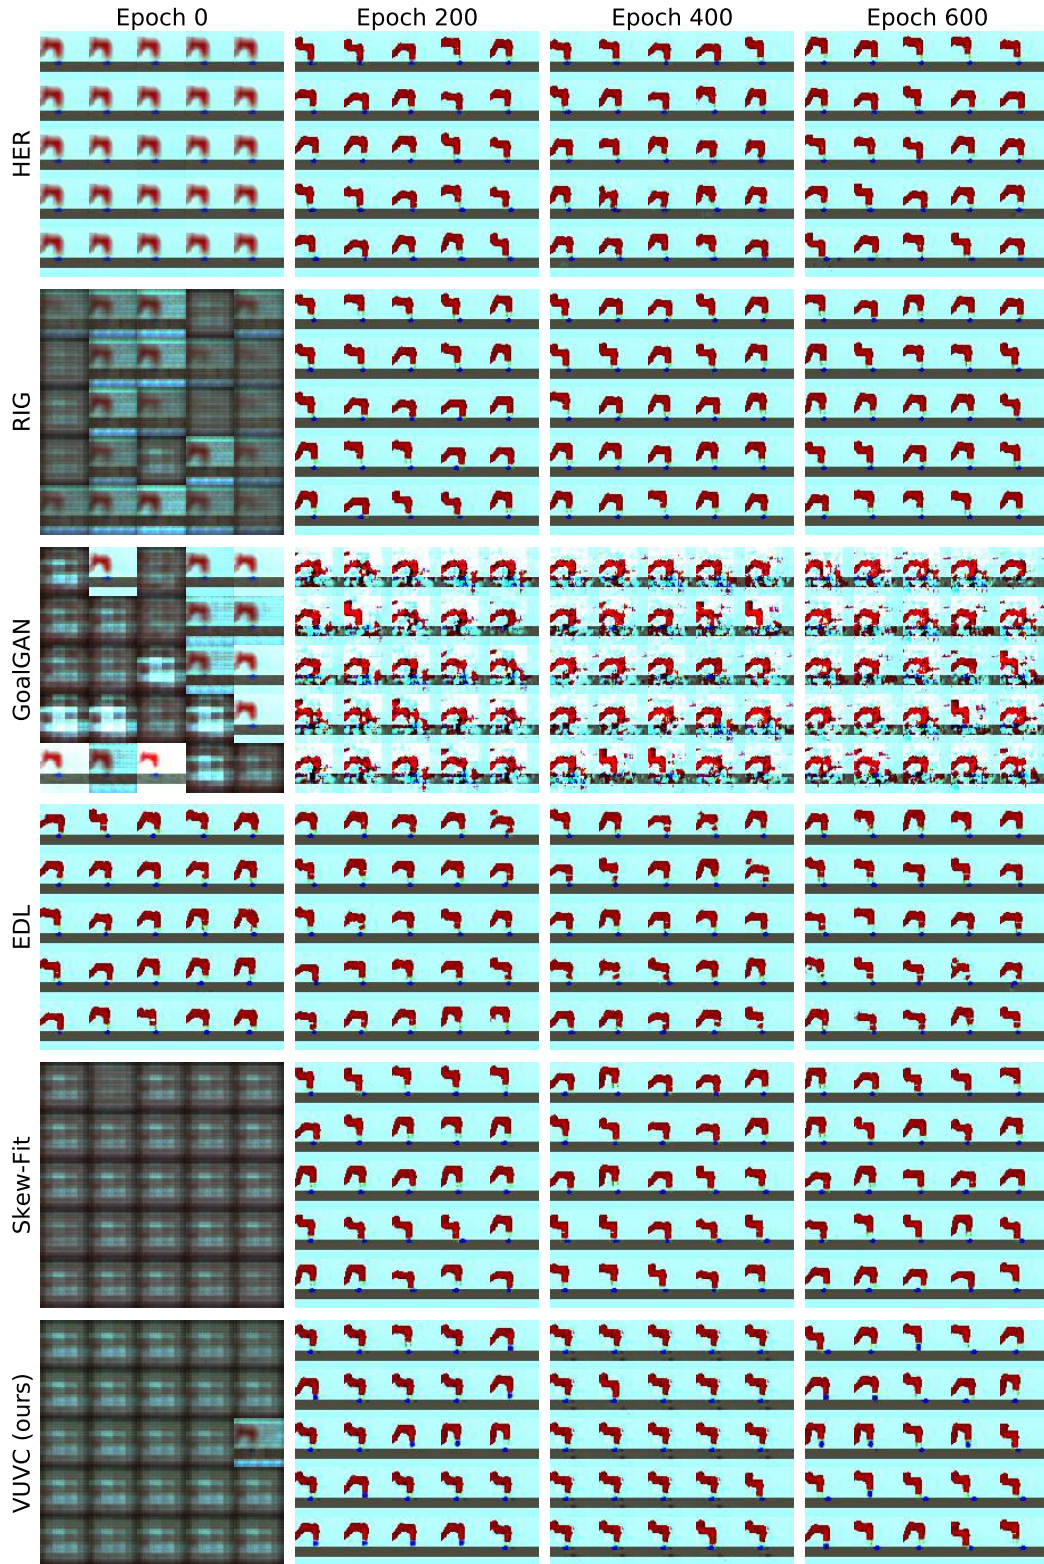 Epoch 0
Epoch 200
Epoch 400
Epoch 600
HER
RIG
GoalGAN
EDL
Skew-Fit
VUVC (ours)